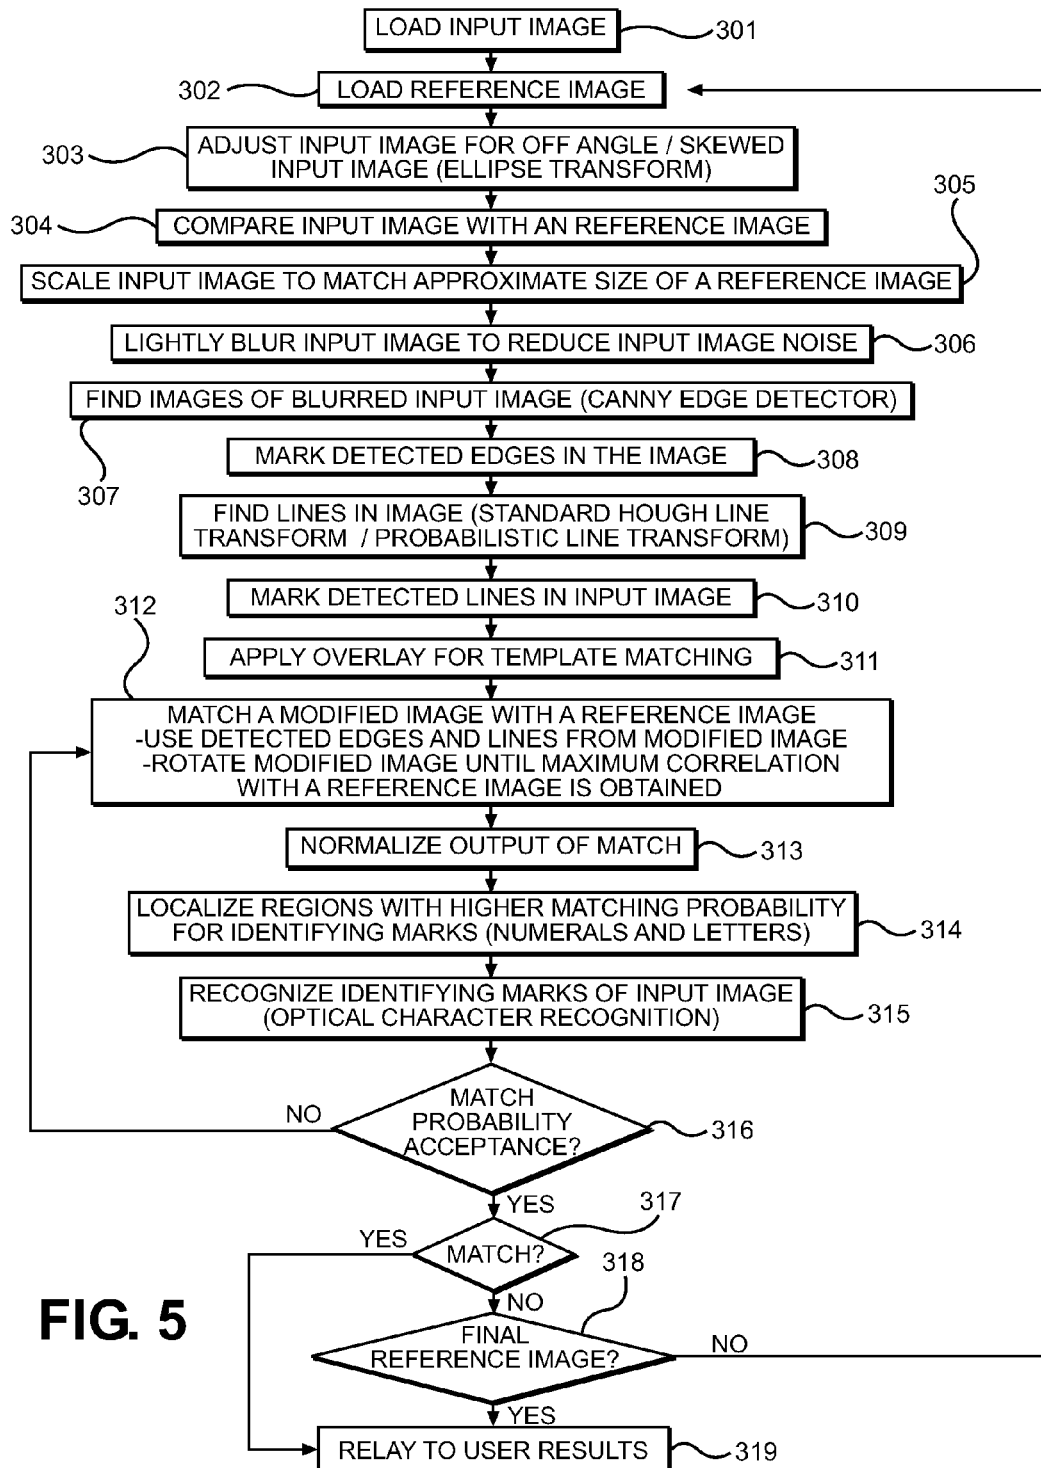 LOAD INPUT IMAGE
301
302
LOAD REFERENCE IMAGE
303
ADJUST INPUT IMAGE FOR OFF ANGLE / SKEWED
INPUT IMAGE (ELLIPSE TRANSFORM)
304
COMPARE INPUT IMAGE WITH AN REFERENCE IMAGE
305
SCALE INPUT IMAGE TO MATCH APPROXIMATE SIZE OF A REFERENCE IMAGE
LIGHTLY BLUR INPUT IMAGE TO REDUCE INPUT IMAGE NOISE
306
FIND IMAGES OF BLURRED INPUT IMAGE (CANNY EDGE DETECTOR)
307
MARK DETECTED EDGES IN THE IMAGE
308
FIND LINES IN IMAGE (STANDARD HOUGH LINE
TRANSFORM / PROBABILISTIC LINE TRANSFORM)
309
MARK DETECTED LINES IN INPUT IMAGE
310
APPLY OVERLAY FOR TEMPLATE MATCHING
311
312
MATCH A MODIFIED IMAGE WITH A REFERENCE IMAGE
-USE DETECTED EDGES AND LINES FROM MODIFIED IMAGE
-ROTATE MODIFIED IMAGE UNTIL MAXIMUM CORRELATION
WITH A REFERENCE IMAGE IS OBTAINED
NORMALIZE OUTPUT OF MATCH
313
LOCALIZE REGIONS WITH HIGHER MATCHING PROBABILITY
FOR IDENTIFYING MARKS (NUMERALS AND LETTERS)
314
RECOGNIZE IDENTIFYING MARKS OF INPUT IMAGE
(OPTICAL CHARACTER RECOGNITION)
315
MATCH
PROBABILITY
ACCEPTANCE?
316
NO
YES
317
MATCH?
YES
NO
318
FINAL
REFERENCE IMAGE?
NO
YES
RELAY TO USER RESULTS
319
FIG. 5